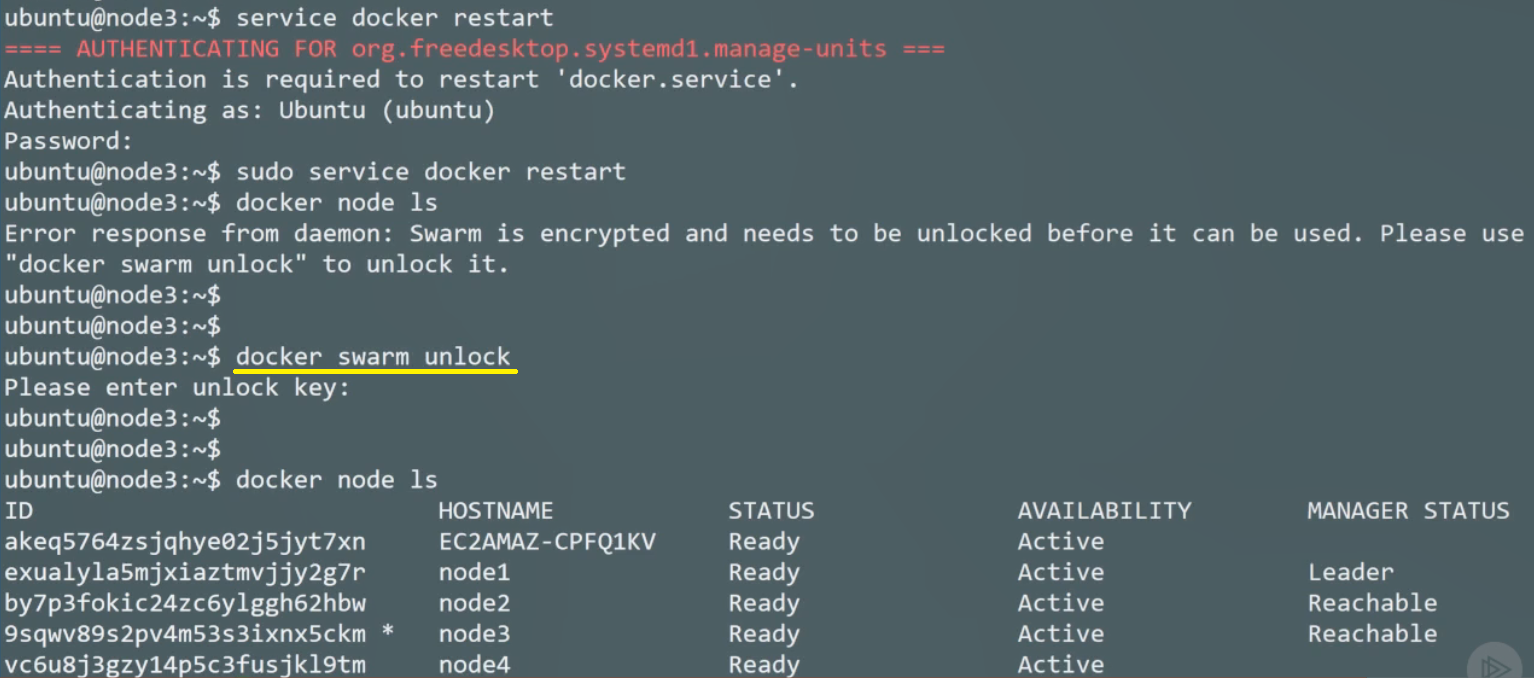 ubuntu@node3:~$ service docker restart
==== AUTHENTICATING FOR org.freedesktop.systemd1.manage-units ===
Authentication is required to restart 'docker.service'.
Authenticating as: Ubuntu (ubuntu)
Password:
ubuntu@node3:~$ sudo service docker restart
ubuntu@node3:~$ docker node ls
Error response from daemon: Swarm is encrypted and needs to be unlocked before it can be used. Please use
"docker swarm unlock" to unlock it.
ubuntu@node3:~$
ubuntu@node3:~$
ubuntu@node3:~$ docker swarm unlock
Please enter unlock key:
ubuntu@node3:~$
ubuntu@node3:~$
ubuntu@node3:~$ docker node ls
ID HOSTNAME STATUS AVAILABILITY MANAGER STATUS
akeq5764zsjqhye02j5jyt7xn EC2AMAZ-CPFQ1KV Ready Active
exualyla5mjxiaztmvjjy2g7r node1 Ready Active Leader
by7p3fokic24zc6ylggh62hbw node2 Ready Active Reachable
9sqwv89s2pv4m53s3ixnx5ckm * node3 Ready Active Reachable
vc6u8j3gzy14p5c3fusjkl9tm node4 Ready Active